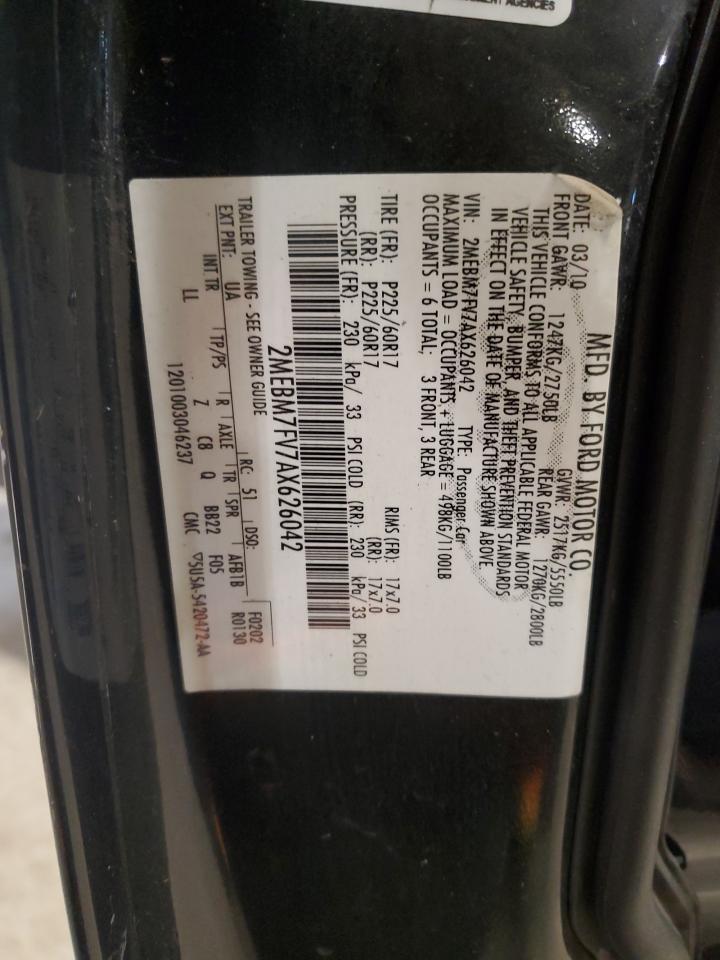 MENT AGENCIES
MFD. BY FORD MOTOR CO.
DATE: 03/10 GVWR: 2517KG/5550LB
FRONT GAWR: 1247KG/2750LB REAR GAWR: 1270KG/2800LB
THIS VEHICLE CONFORMS TO ALL APPLICABLE FEDERAL MOTOR
VEHICLE SAFETY, BUMPER, AND THEFT PREVENTION STANDARDS
IN EFFECT ON THE DATE OF MANUFACTURE SHOWN ABOVE.
VIN: 2MEBM7FV7AX626042 TYPE: Passenger Car
MAXIMUM LOAD = OCCUPANTS + LUGGAGE = 498KG/1100LB
OCCUPANTS = 6 TOTAL; 3 FRONT, 3 REAR
TIRE (FR): P225/60R17 RIMS (FR): 17x7.0
(RR): P225/60R17 (RR): 17x7.0
PRESSURE (FR): 230 kPa/ 33 PSI COLD (RR): 230 kPa/ 33 PSI COLD
2MEBM7FV7AX626042
TRAILER TOWING - SEE OWNER GUIDE F0202
EXT PNT: UA RC: 51 DSO: AFB1B R0130
INT TR TP/PS R AXLE TR SPR F05
LL Z C8 Q BB22 CMC ▽5USA-5420472-AA
1201003046237